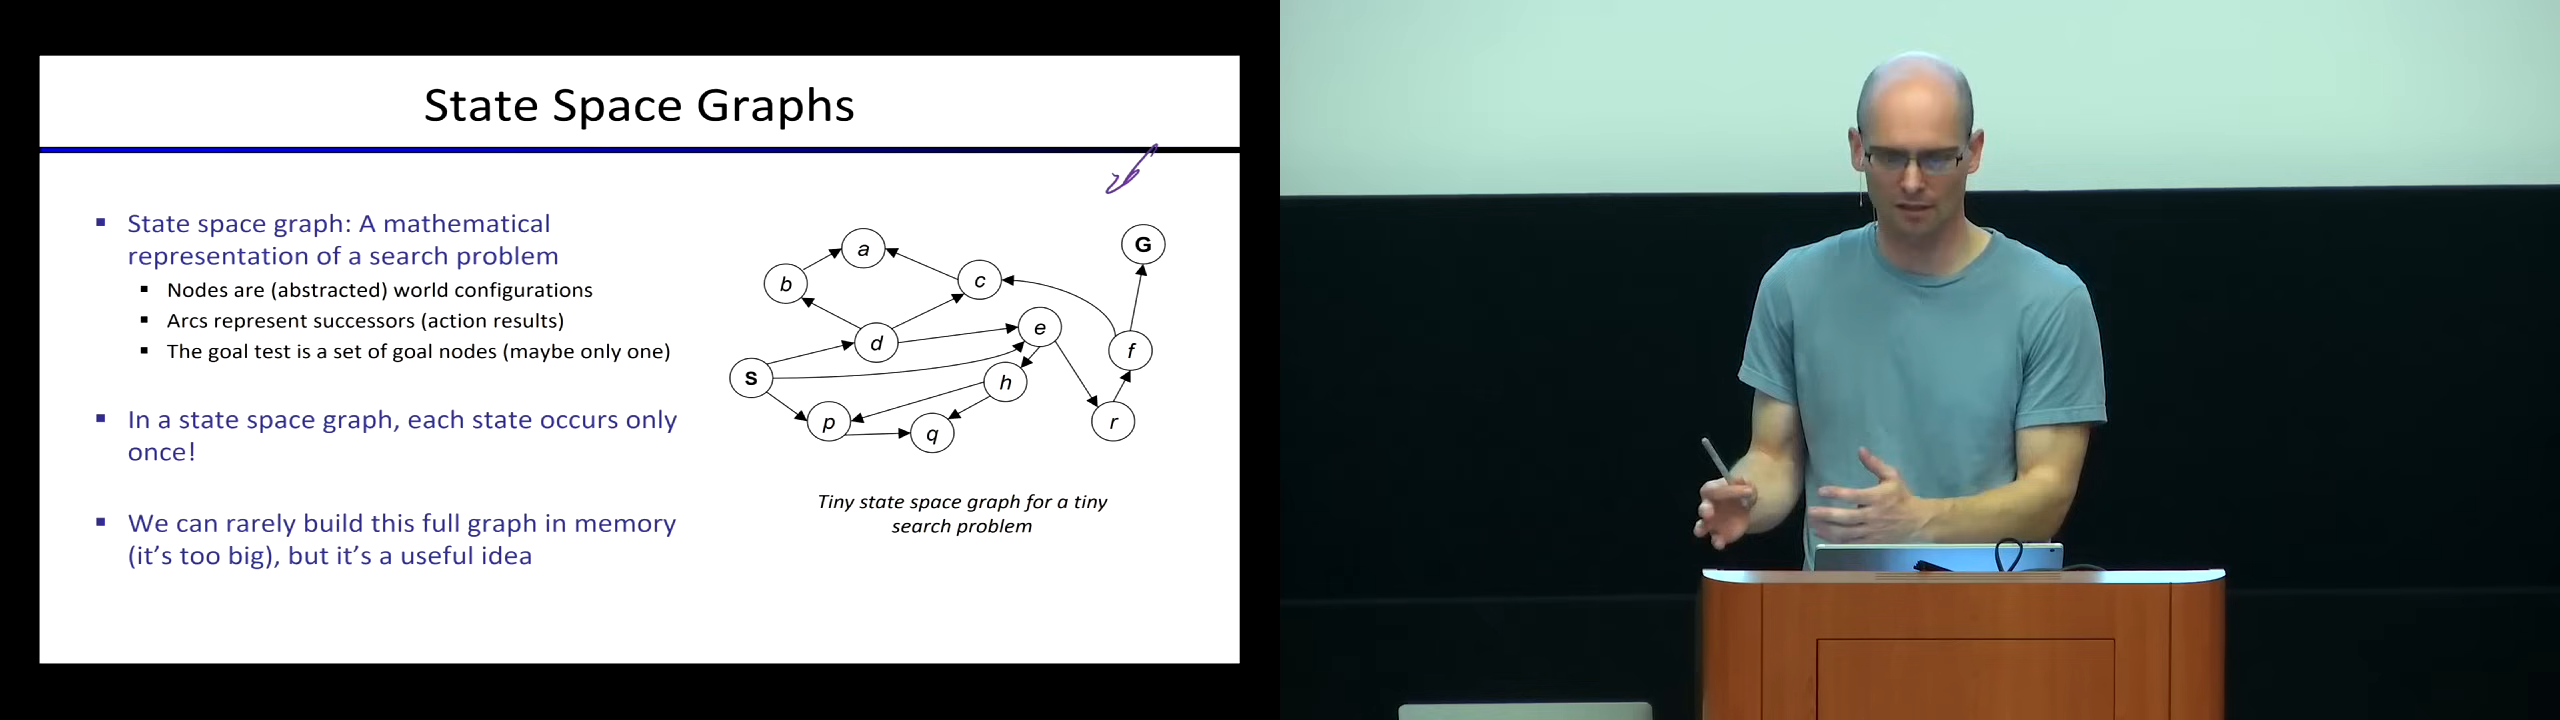 State Space Graphs
▪ State space graph: A mathematical
representation of a search problem
▪ Nodes are (abstracted) world configurations
▪ Arcs represent successors (action results)
▪ The goal test is a set of goal nodes (maybe only one)
▪ In a state space graph, each state occurs only
once!
▪ We can rarely build this full graph in memory
(it's too big), but it's a useful idea
G
a
b
c
e
d
f
S
h
p
q
r
Tiny state space graph for a tiny
search problem